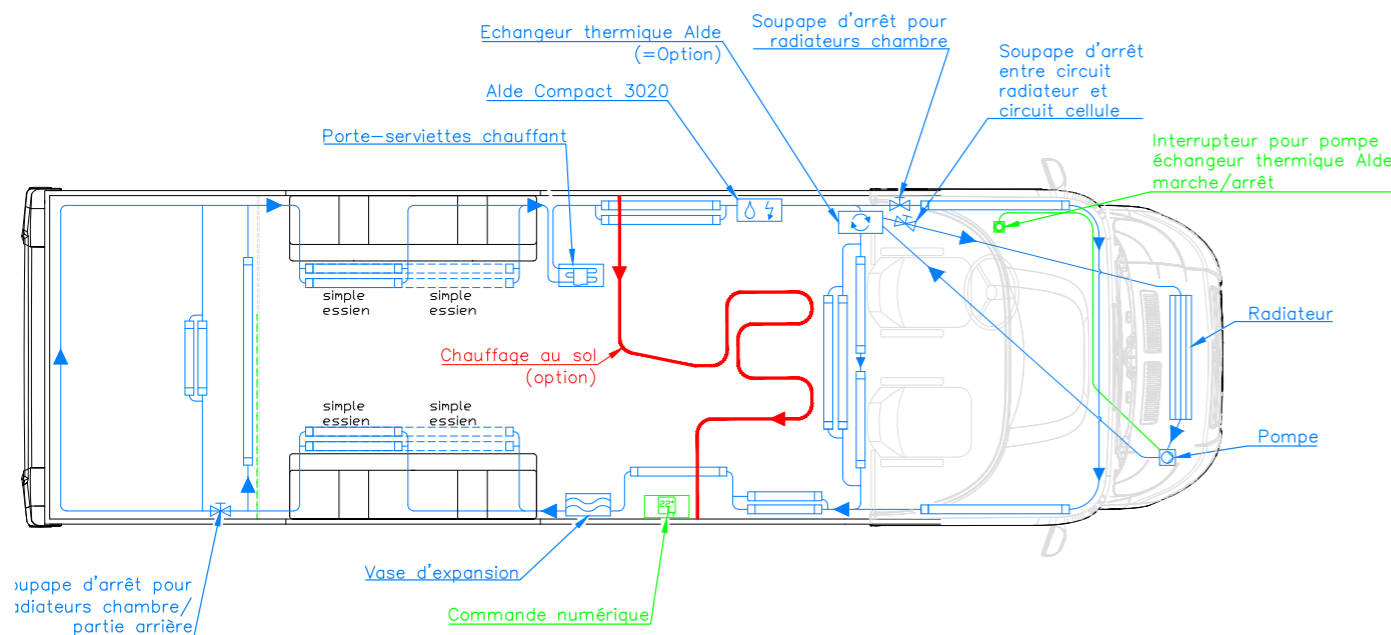 Echangeur thermique Alde
(=Option)
Soupape d'arrêt pour
radiateurs chambre
Soupape d'arrêt
entre circuit
radiateur et
circuit cellule
Alde Compact 3020
Porte-serviettes chauffant
Interrupteur pour pompe
échangeur thermique Alde
marche/arrêt
simple
essien
simple
essien
Radiateur
Chauffage au sol
(option)
simple
essien
simple
essien
Pompe
22°
Vase d'expansion
oupape d'arrêt pour
adiateurs chambre/
partie arrière
Commande numérique